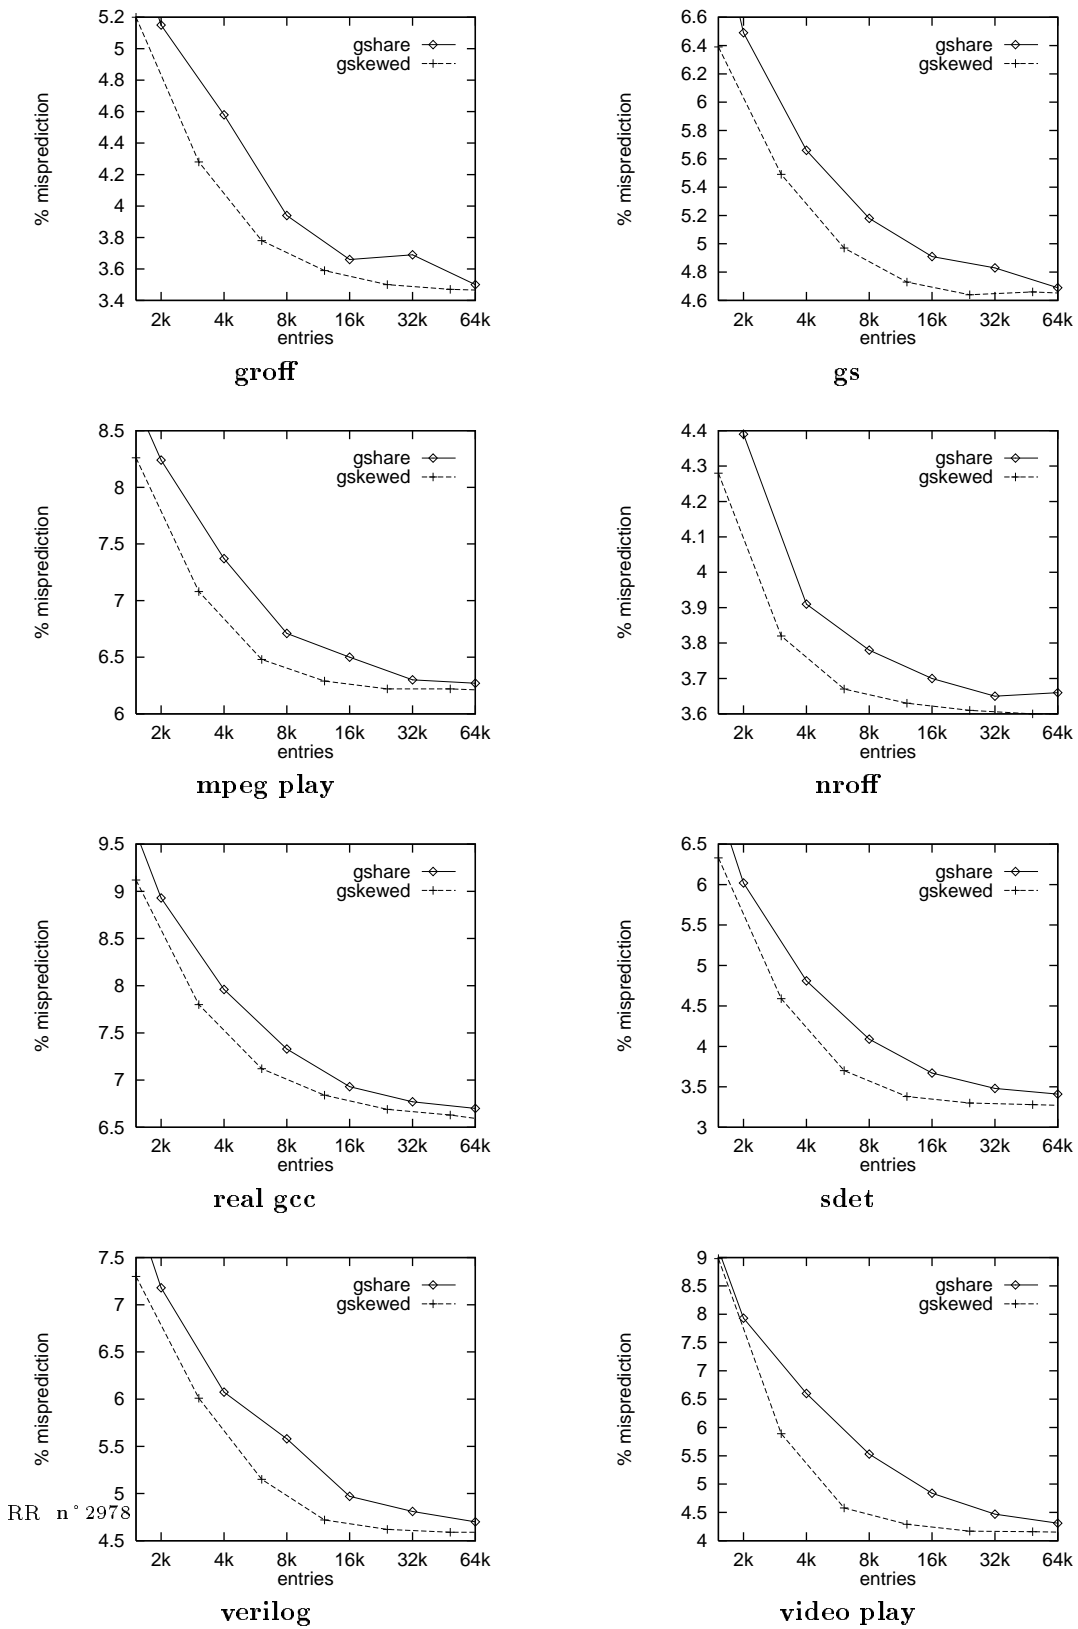 % misprediction
5.2
5
4.8
4.6
4.4
4.2
4
3.8
3.6
3.4
gshare
gskewed
2k 4k 8k 16k 32k 64k
entries
groff
% misprediction
6.6
6.4
6.2
6
5.8
5.6
5.4
5.2
5
4.8
4.6
gshare
gskewed
2k 4k 8k 16k 32k 64k
entries
gs
% misprediction
8.5
8
7.5
7
6.5
6
gshare
gskewed
2k 4k 8k 16k 32k 64k
entries
mpeg play
% misprediction
4.4
4.3
4.2
4.1
4
3.9
3.8
3.7
3.6
gshare
gskewed
2k 4k 8k 16k 32k 64k
entries
nroff
% misprediction
9.5
9
8.5
8
7.5
7
6.5
gshare
gskewed
2k 4k 8k 16k 32k 64k
entries
real gcc
% misprediction
6.5
6
5.5
5
4.5
4
3.5
3
gshare
gskewed
2k 4k 8k 16k 32k 64k
entries
sdet
% misprediction
7.5
7
6.5
6
5.5
5
4.5
gshare
gskewed
2k 4k 8k 16k 32k 64k
entries
verilog
RR n°2978
% misprediction
9
8.5
8
7.5
7
6.5
6
5.5
5
4.5
4
gshare
gskewed
2k 4k 8k 16k 32k 64k
entries
video play